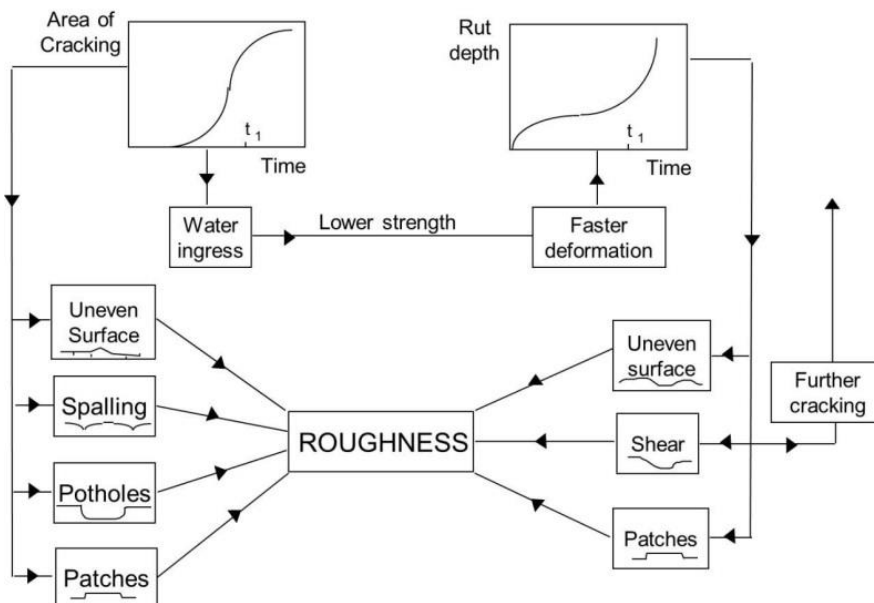 Area of
Cracking
t 1
Time
Rut
depth
t 1
Time
Water
ingress
Lower strength
Faster
deformation
Uneven
Surface
Spalling
Potholes
Patches
ROUGHNESS
Uneven
surface
Shear
Patches
Further
cracking